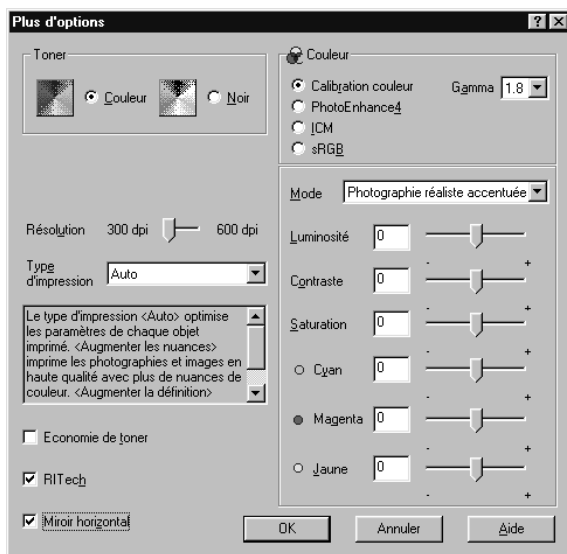 Plus d'options
Toner
Couleur
Noir
Résolution 300 dpi 600 dpi
Type d'impression Auto
Le type d'impression <Auto> optimise
les paramètres de chaque objet
imprimé. <Augmenter les nuances>
imprime les photographies et images en
haute qualité avec plus de nuances de
couleur. <Augmenter la définition>
Economie de toner
RITech
Miroir horizontal
Couleur
Calibration couleur
Gamma 1.8
PhotoEnhance4
ICM
sRGB
Mode Photographie réaliste accentuée
Luminosité 0
- +
Contraste 0
- +
Saturation 0
- +
Cyan 0
- +
Magenta 0
- +
Jaune 0
- +
OK
Annuler
Aide